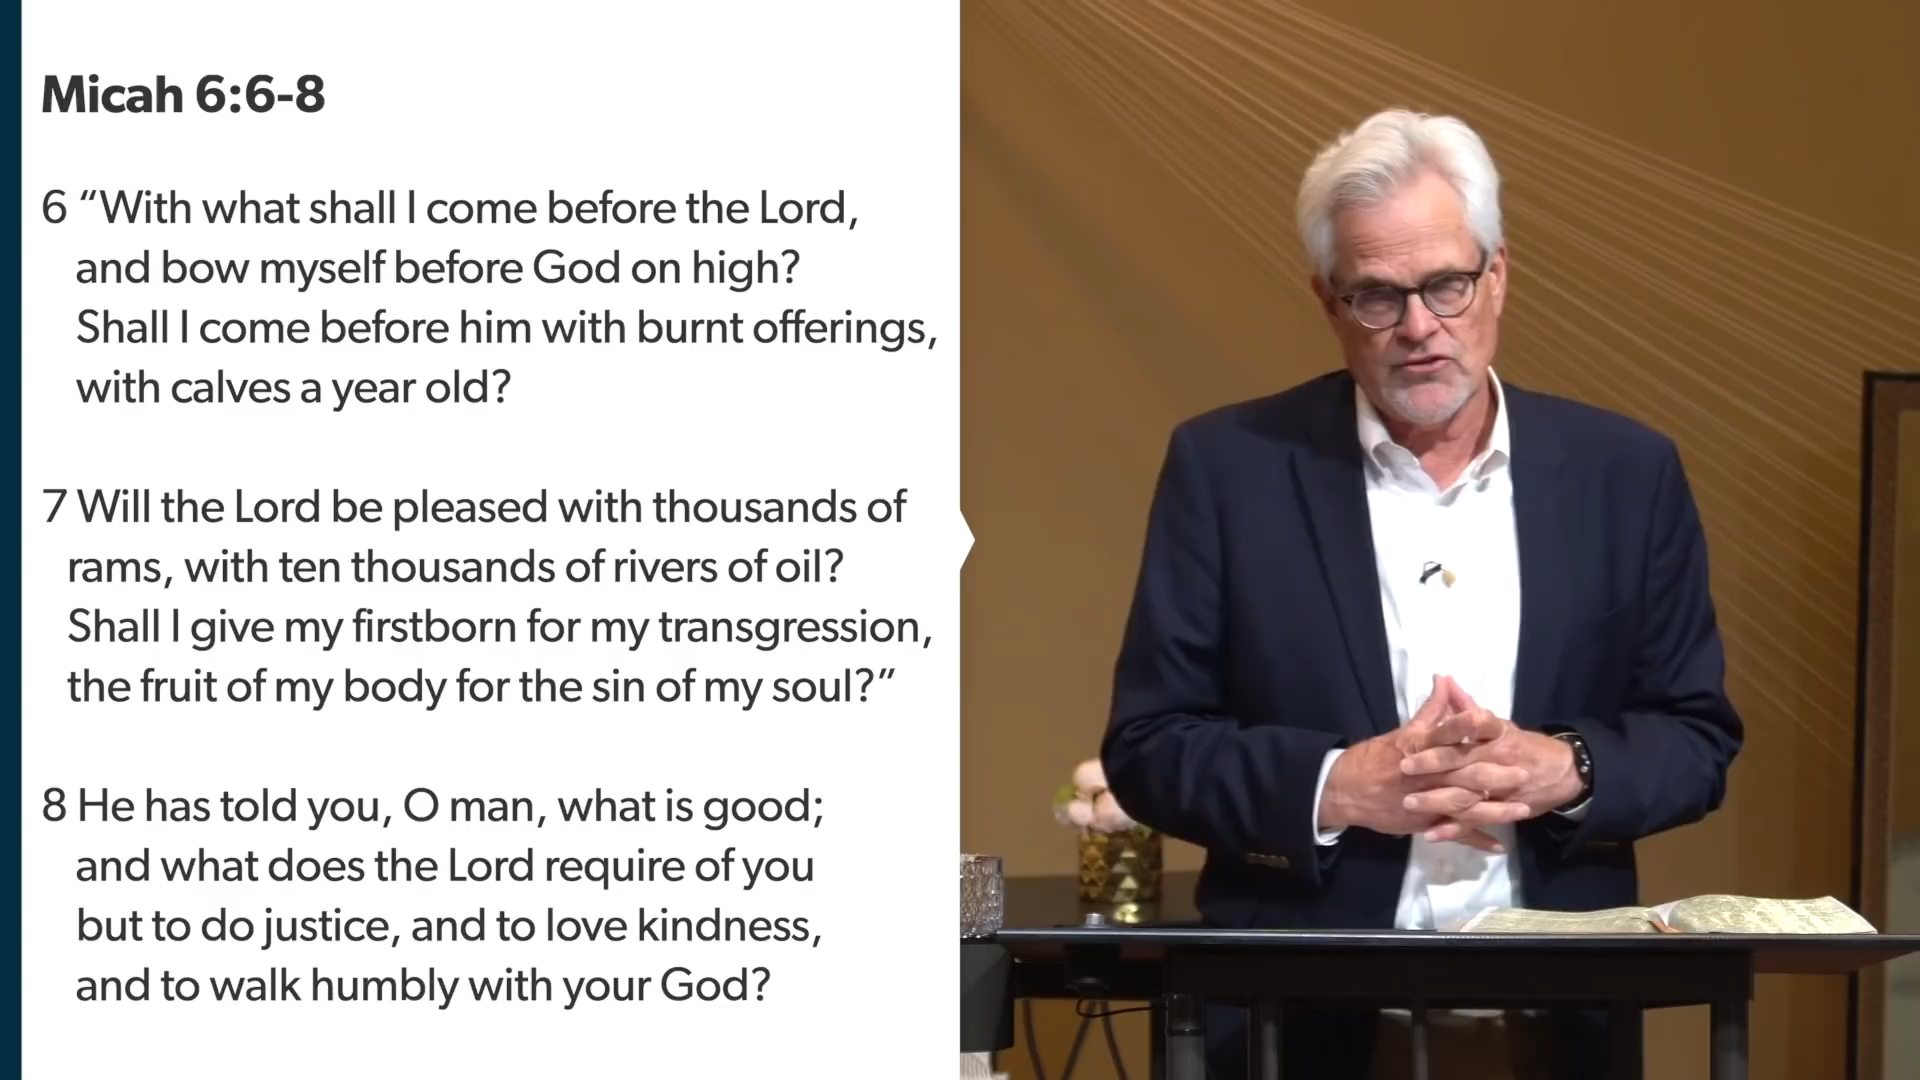 Micah 6:6-8
6 “With what shall I come before the Lord,
and bow myself before God on high?
Shall I come before him with burnt offerings,
with calves a year old?
7 Will the Lord be pleased with thousands of
rams, with ten thousands of rivers of oil?
Shall I give my firstborn for my transgression,
the fruit of my body for the sin of my soul?”
8 He has told you, O man, what is good;
and what does the Lord require of you
but to do justice, and to love kindness,
and to walk humbly with your God?